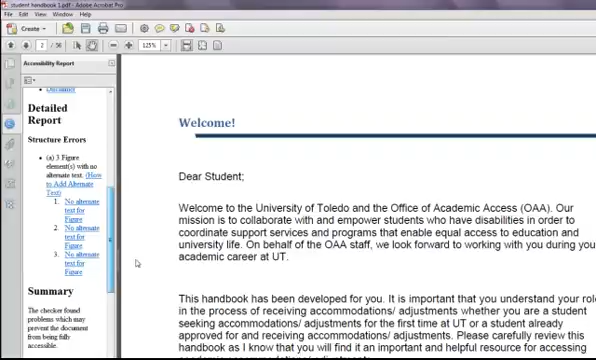 student handbook 1.pdf - Adobe Acrobat Pro
File Edit View Window Help
Create
2 / 50 125%
Accessibility Report
Detailed
Report
Structure Errors
(a) 3 Figure
element(s) with no
alternate text. (How
to Add Alternate
Text)
1. No alternate
text for
Figure
2. No alternate
text for
Figure
3. No alternate
text for
Figure
Summary
The checker found
problems which may
prevent the document
from being fully
accessible.
Welcome!
Dear Student;
Welcome to the University of Toledo and the Office of Academic Access (OAA). Our
mission is to collaborate with and empower students who have disabilities in order to
coordinate support services and programs that enable equal access to education and
university life. On behalf of the OAA staff, we look forward to working with you during you
academic career at UT.
This handbook has been developed for you. It is important that you understand your rol
in the process of receiving accommodations/ adjustments whether you are a student
seeking accommodations/ adjustments for the first time at UT or a student already
approved for and receiving accommodations/ adjustments. Please carefully review this
handbook as I know that you will find it an important and helpful resource for accessing